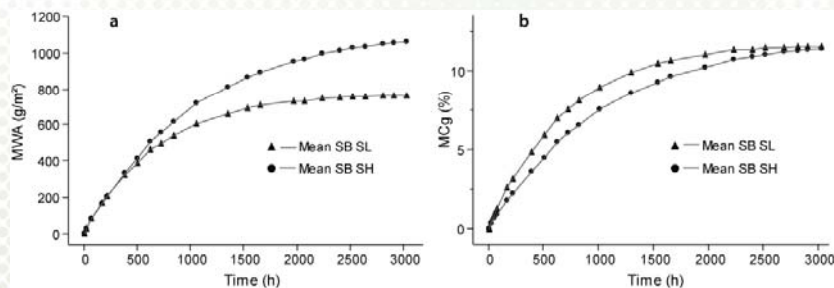 a
1200
1000
800
600
400
200
0
MWA (g/m²)
Mean SB SL
Mean SB SH
0 500 1000 1500 2000 2500 3000
Time (h)
b
10
5
0
MCg (%)
Mean SB SL
Mean SB SH
0 500 1000 1500 2000 2500 3000
Time (h)